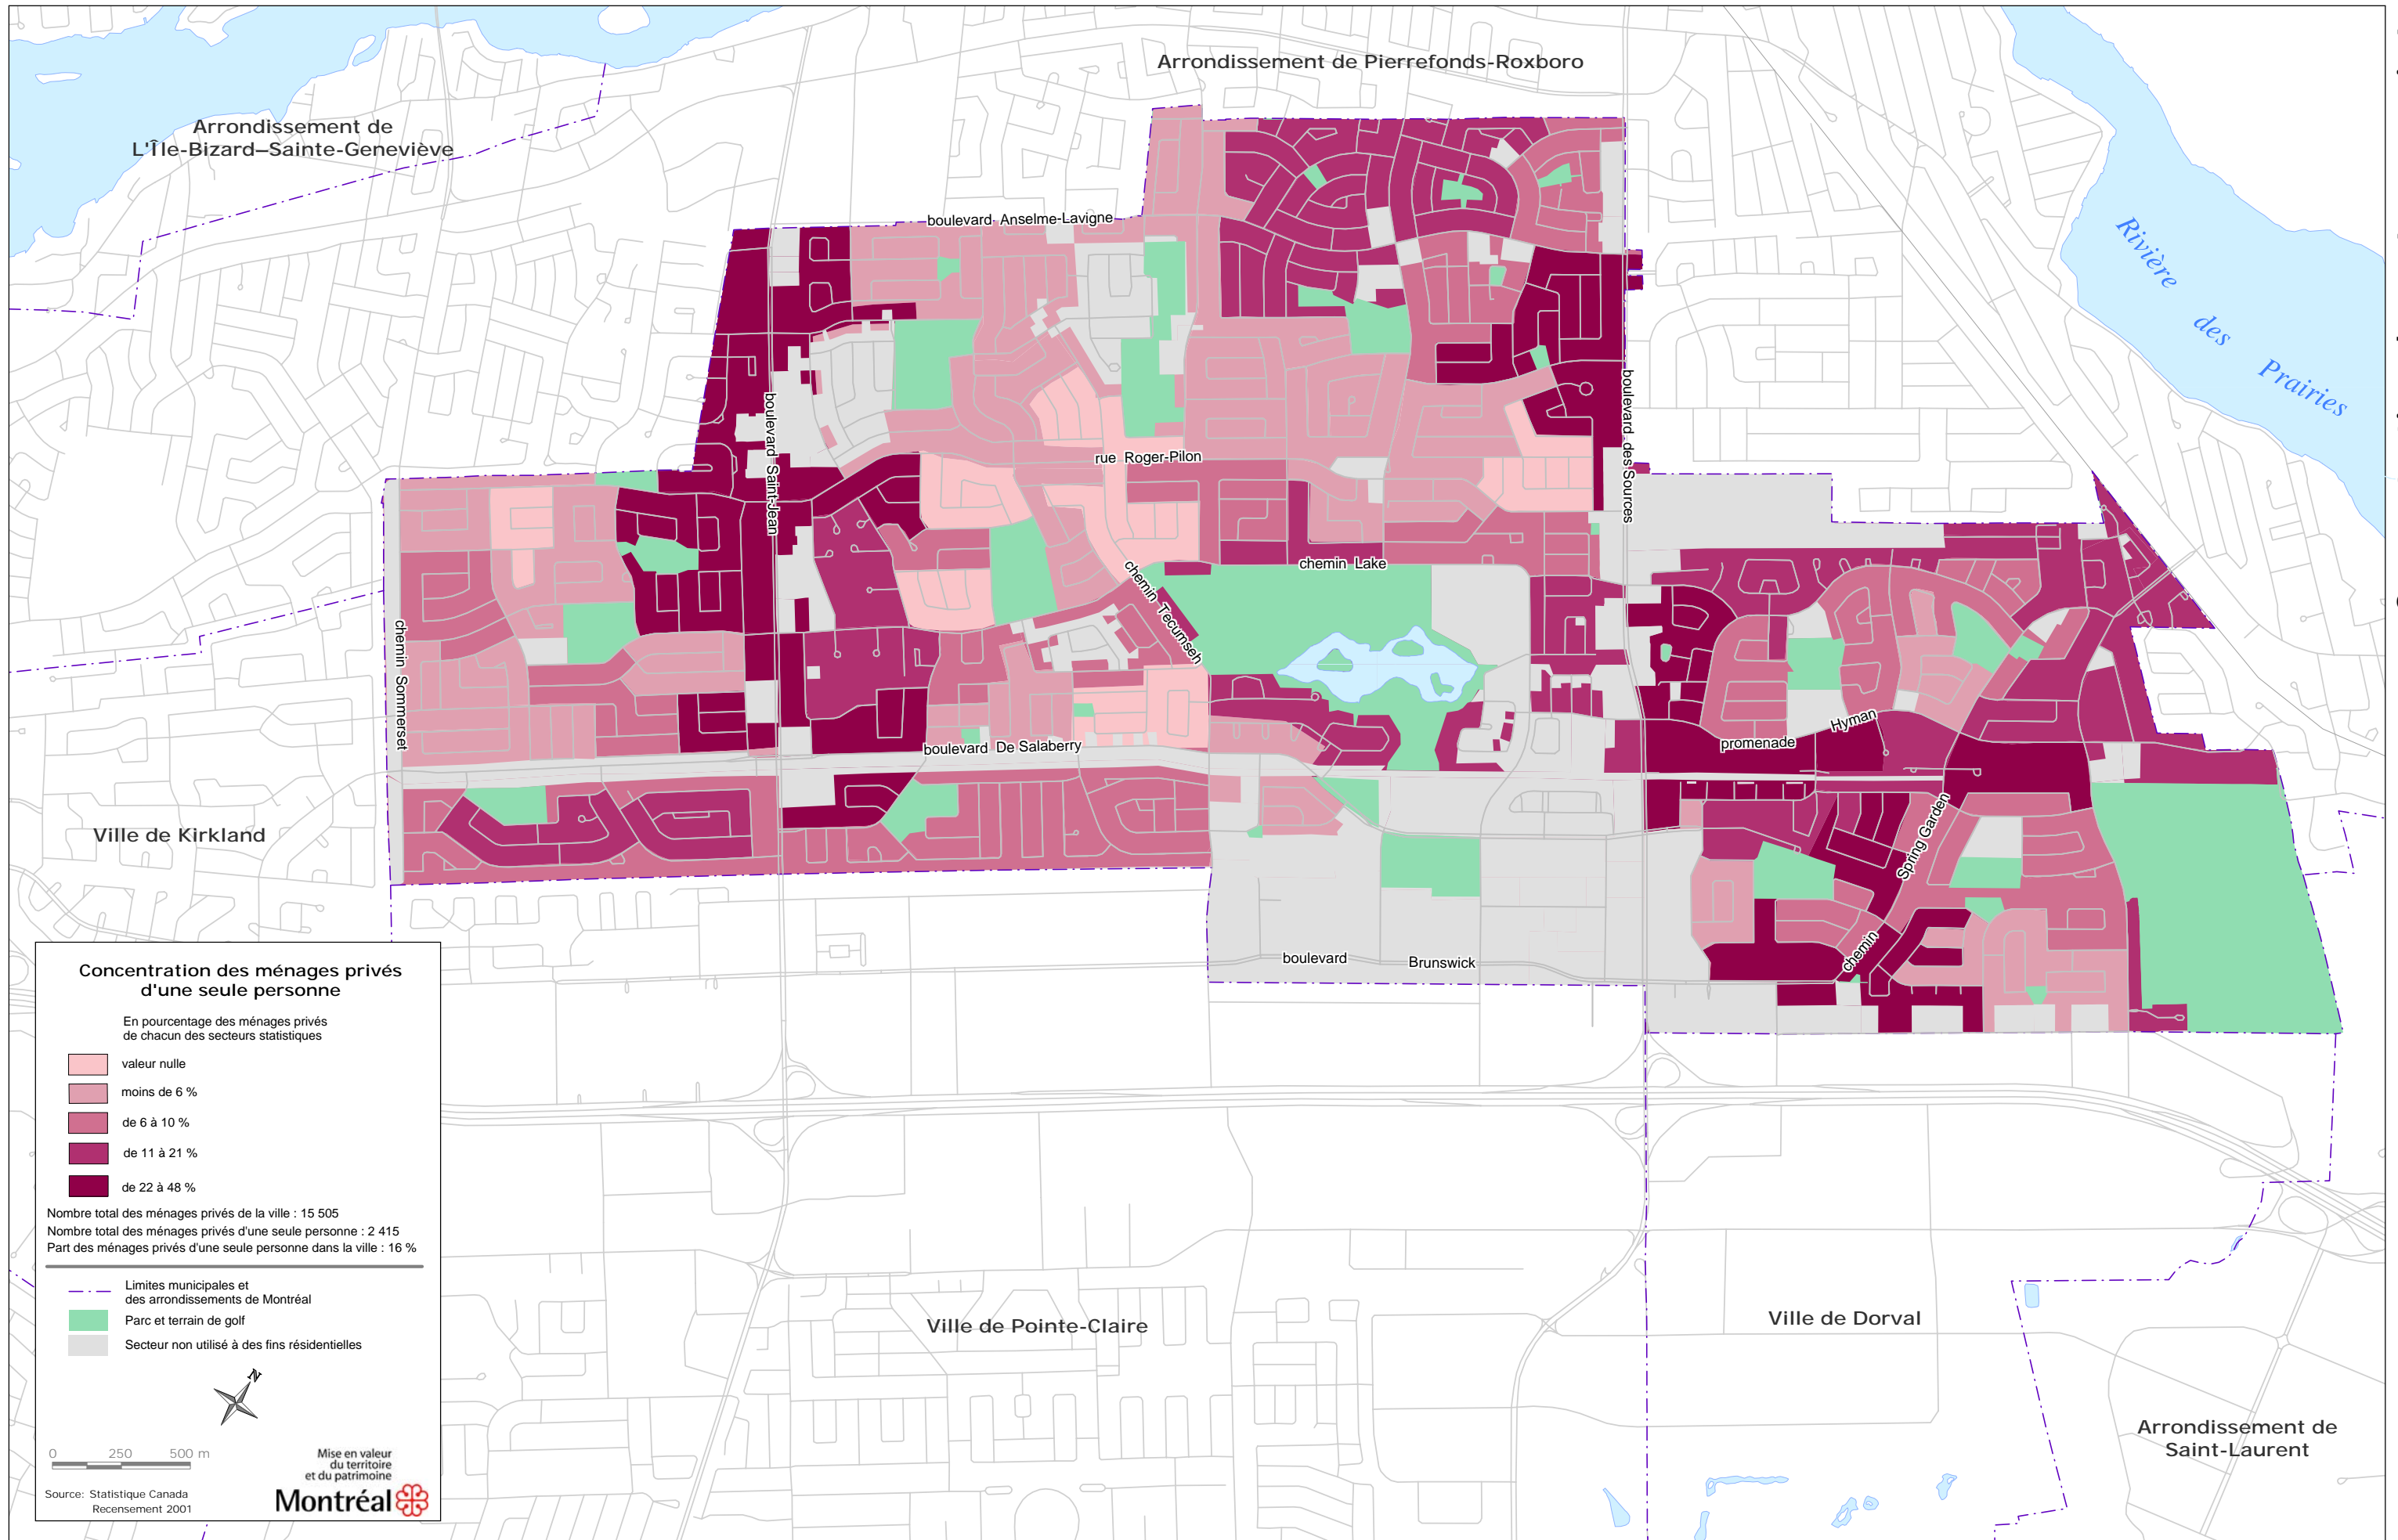 Arrondissement de Pierrefonds-Roxboro
Arrondissement de
L'Île-Bizard–Sainte-Geneviève
boulevard Anselme-Lavigne
Rivière
des
Prairies
boulevard Saint-Jean
boulevard des Sources
rue Roger-Pilon
chemin Lake
chemin Tecumseh
chemin Sommerset
boulevard De Salaberry
promenade Hyman
chemin Spring Garden
boulevard Brunswick
Ville de Kirkland
Ville de Pointe-Claire
Ville de Dorval
Arrondissement de
Saint-Laurent
Concentration des ménages privés
d'une seule personne
En pourcentage des ménages privés
de chacun des secteurs statistiques
valeur nulle
moins de 6 %
de 6 à 10 %
de 11 à 21 %
de 22 à 48 %
Nombre total des ménages privés de la ville : 15 505
Nombre total des ménages privés d'une seule personne : 2 415
Part des ménages privés d'une seule personne dans la ville : 16 %
Limites municipales et
des arrondissements de Montréal
Parc et terrain de golf
Secteur non utilisé à des fins résidentielles
N
0 250 500 m
Mise en valeur
du territoire
et du patrimoine
Montréal
Source: Statistique Canada
Recensement 2001